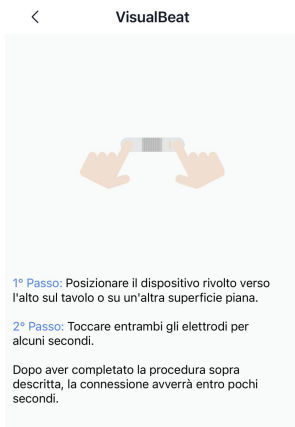 VisualBeat
1° Passo: Posizionare il dispositivo rivolto verso
l'alto sul tavolo o su un'altra superficie piana.
2° Passo: Toccare entrambi gli elettrodi per
alcuni secondi.
Dopo aver completato la procedura sopra
descritta, la connessione avverrà entro pochi
secondi.